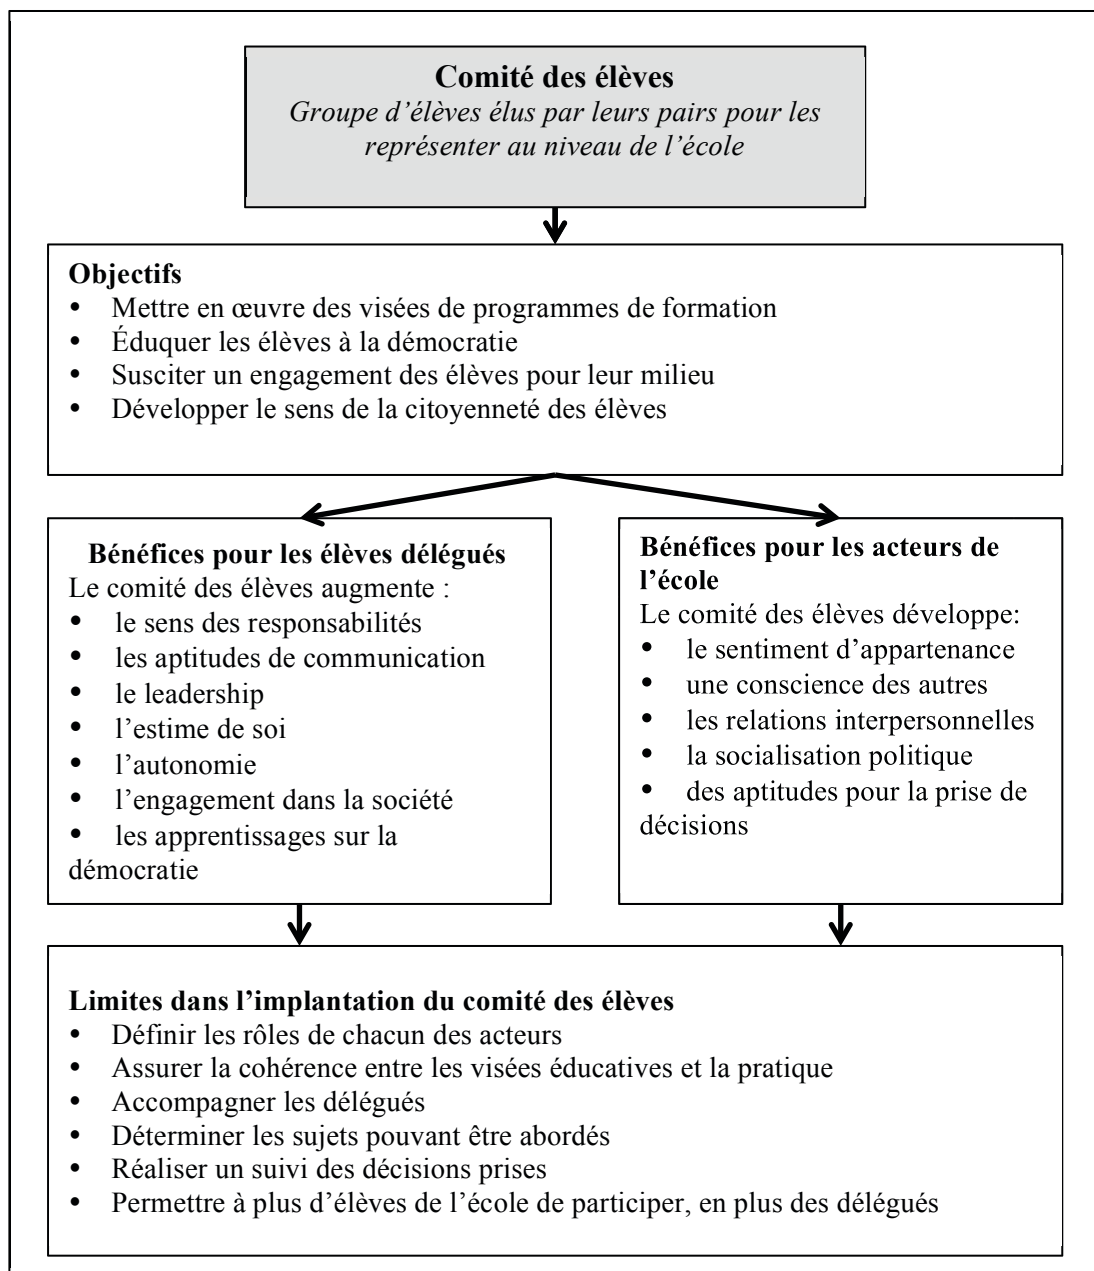 Comité des élèves
Groupe d’élèves élus par leurs pairs pour les
représenter au niveau de l’école
Objectifs
• Mettre en œuvre des visées de programmes de formation
• Éduquer les élèves à la démocratie
• Susciter un engagement des élèves pour leur milieu
• Développer le sens de la citoyenneté des élèves
Bénéfices pour les élèves délégués
Le comité des élèves augmente :
• le sens des responsabilités
• les aptitudes de communication
• le leadership
• l’estime de soi
• l’autonomie
• l’engagement dans la société
• les apprentissages sur la
démocratie
Bénéfices pour les acteurs de
l’école
Le comité des élèves développe:
• le sentiment d’appartenance
• une conscience des autres
• les relations interpersonnelles
• la socialisation politique
• des aptitudes pour la prise de
décisions
Limites dans l’implantation du comité des élèves
• Définir les rôles de chacun des acteurs
• Assurer la cohérence entre les visées éducatives et la pratique
• Accompagner les délégués
• Déterminer les sujets pouvant être abordés
• Réaliser un suivi des décisions prises
• Permettre à plus d’élèves de l’école de participer, en plus des délégués